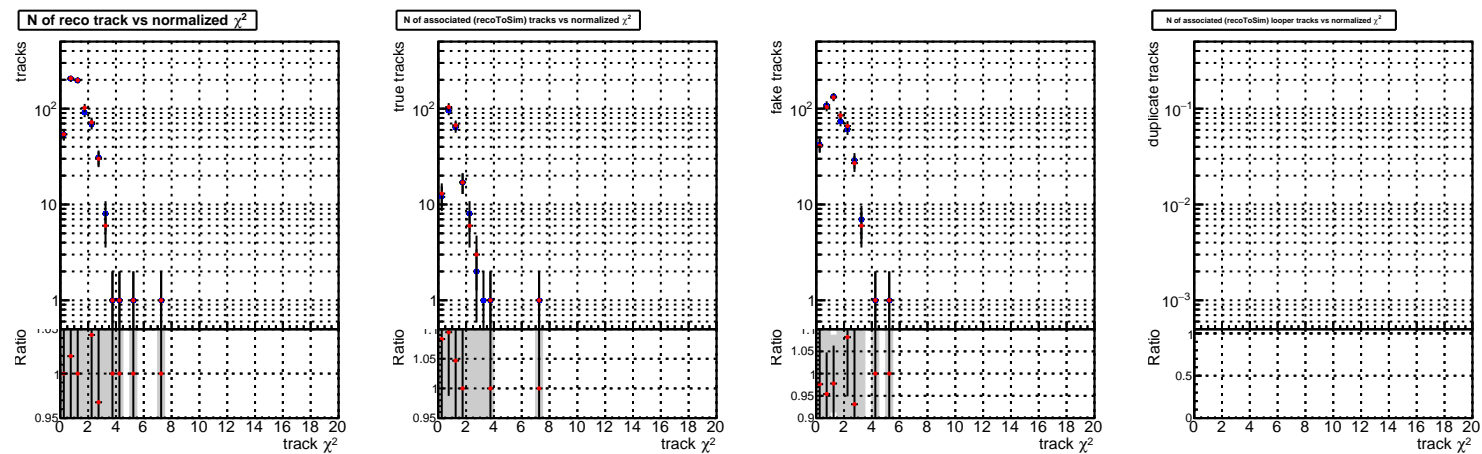 N of reco track vs normalized χ²
N of associated (recoToSim) tracks vs normalized χ²
N of associated (recoToSim) looper tracks vs normalized χ²
tracks
10²
10
1
Ratio
1.05
1
0.95
0 2 4 6 8 10 12 14 16 18 20
track χ²
true tracks
10²
10
1
Ratio
1.1
1.05
1
0.95
0 2 4 6 8 10 12 14 16 18 20
track χ²
fake tracks
10²
10
1
Ratio
1.1
1.05
1
0.95
0.9
0 2 4 6 8 10 12 14 16 18 20
track χ²
duplicate tracks
10⁻¹
10⁻²
10⁻³
Ratio
1
0.5
0
0 2 4 6 8 10 12 14 16 18 20
track χ²